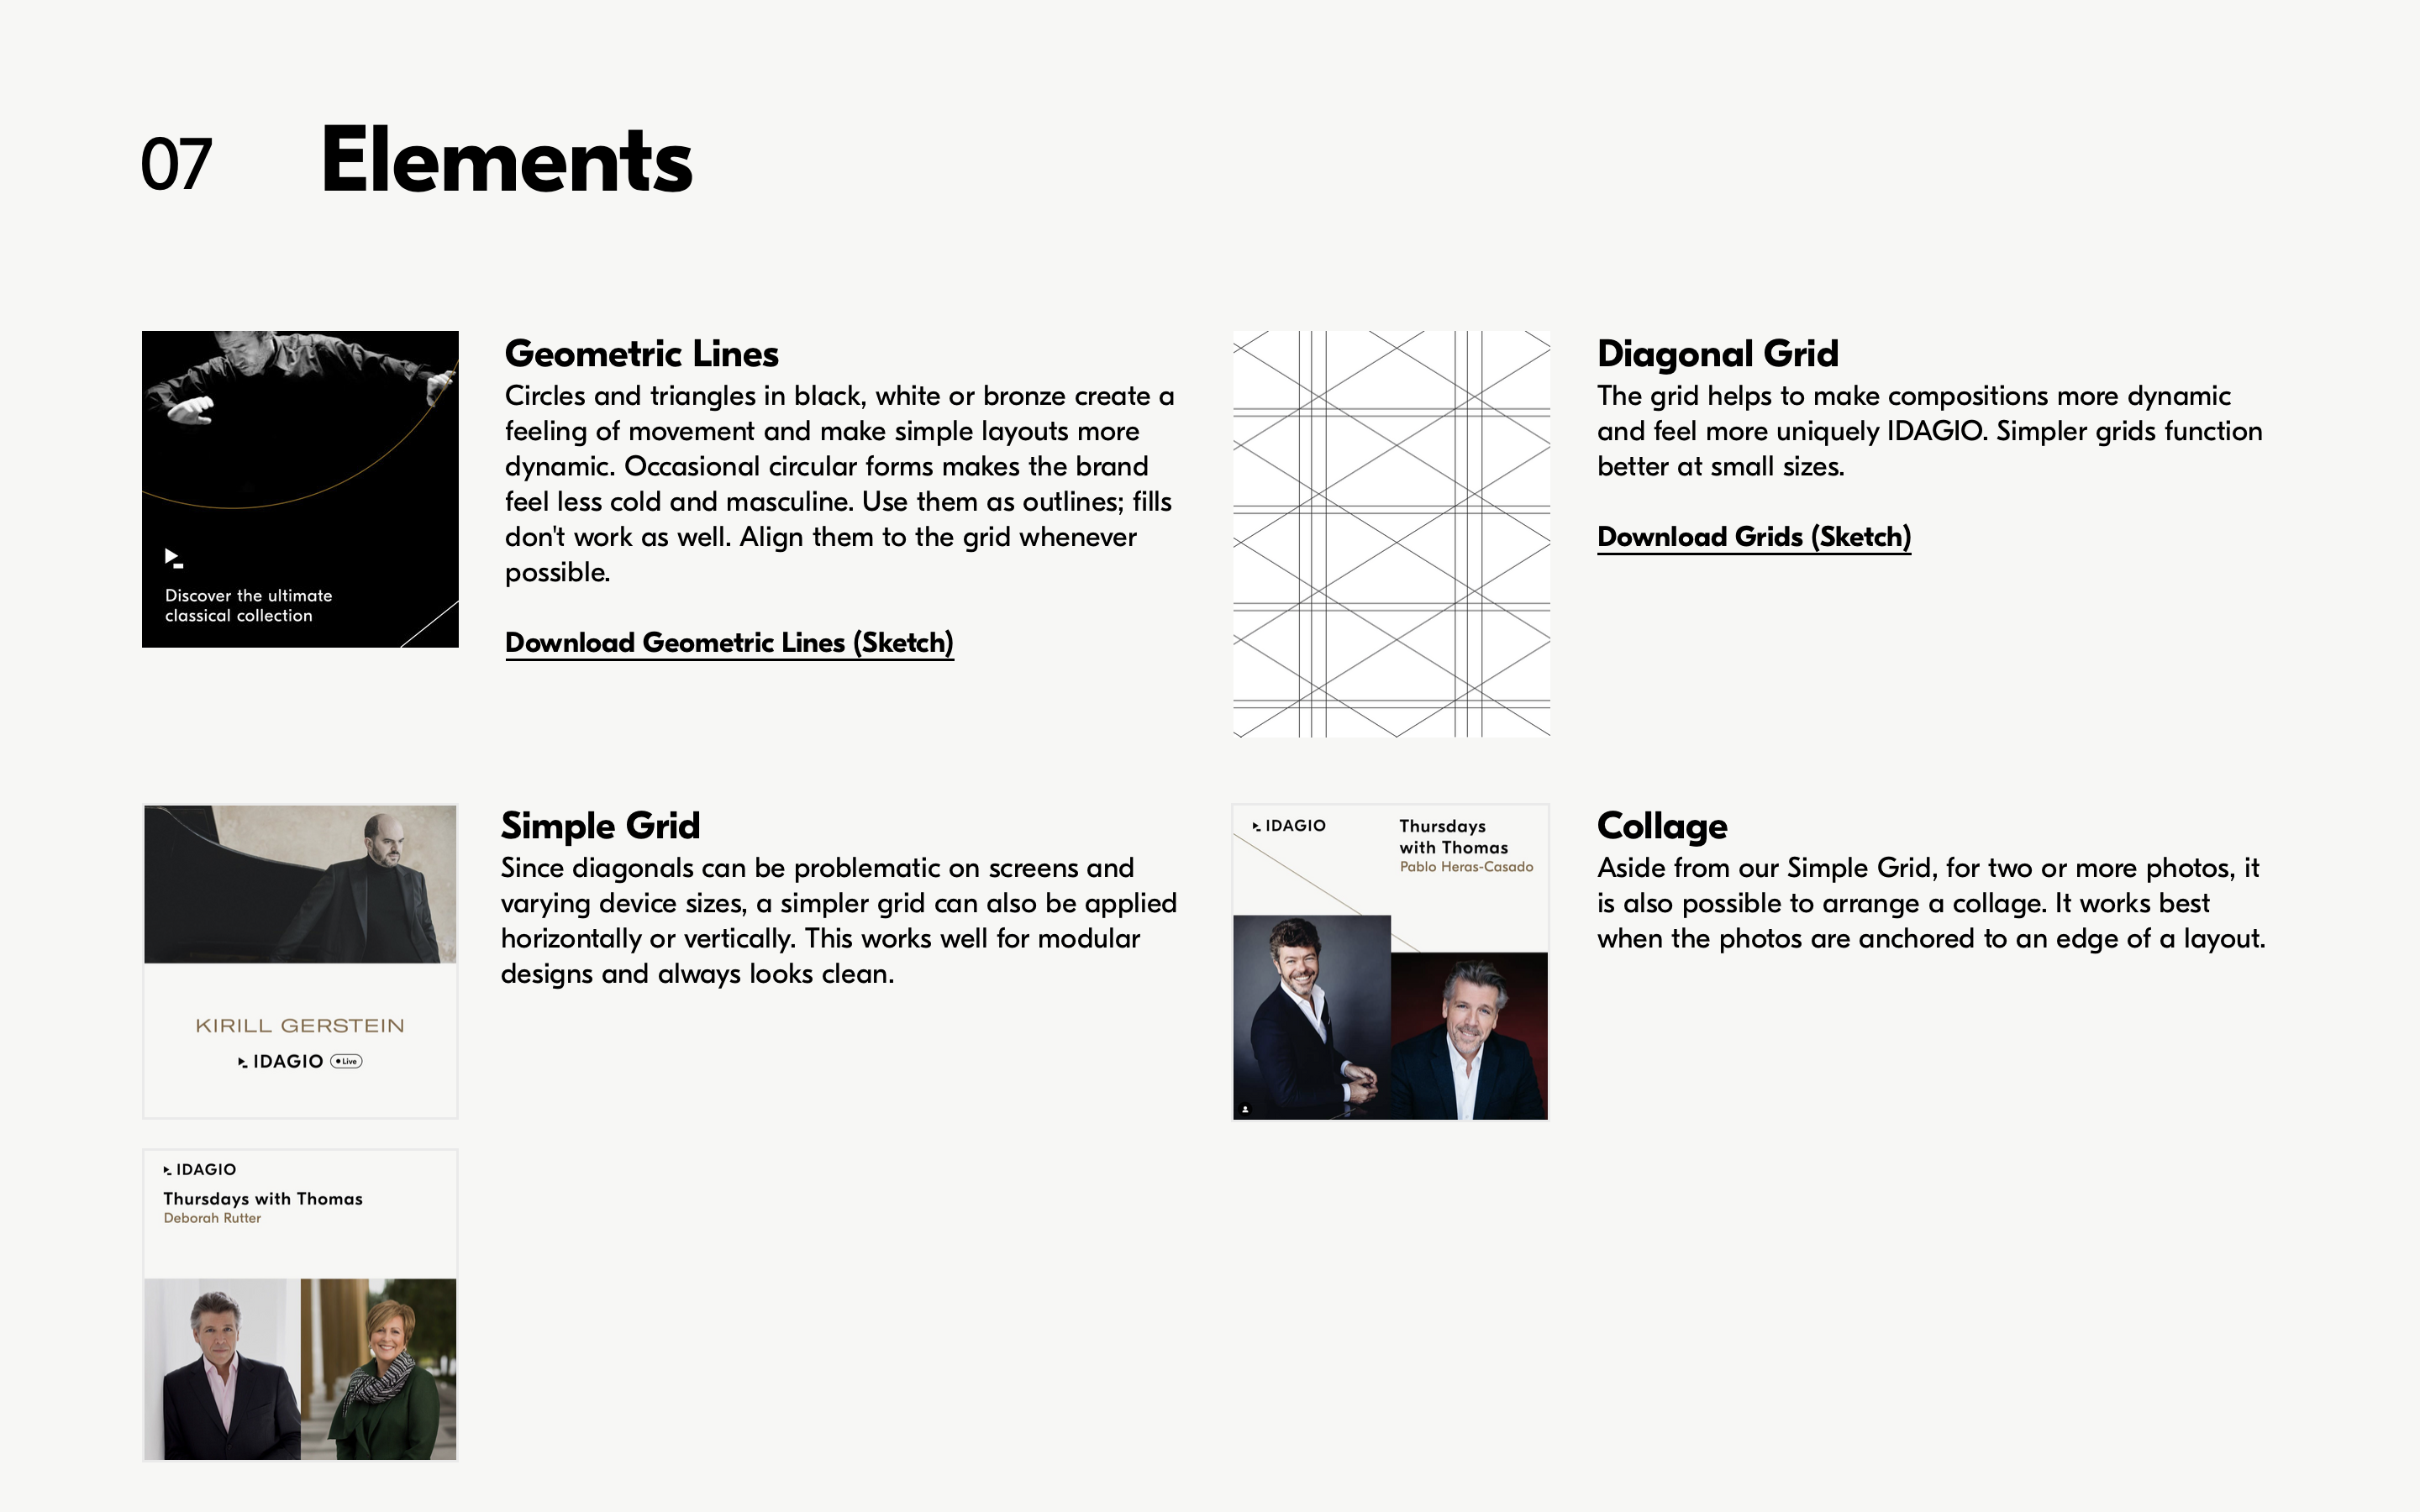 07 Elements
Discover the ultimate
classical collection
Geometric Lines
Circles and triangles in black, white or bronze create a
feeling of movement and make simple layouts more
dynamic. Occasional circular forms makes the brand
feel less cold and masculine. Use them as outlines; fills
don't work as well. Align them to the grid whenever
possible.
Download Geometric Lines (Sketch)
Diagonal Grid
The grid helps to make compositions more dynamic
and feel more uniquely IDAGIO. Simpler grids function
better at small sizes.
Download Grids (Sketch)
KIRILL GERSTEIN
IDAGIO Live
IDAGIO
Thursdays with Thomas
Deborah Rutter
Simple Grid
Since diagonals can be problematic on screens and
varying device sizes, a simpler grid can also be applied
horizontally or vertically. This works well for modular
designs and always looks clean.
IDAGIO
Thursdays
with Thomas
Pablo Heras-Casado
Collage
Aside from our Simple Grid, for two or more photos, it
is also possible to arrange a collage. It works best
when the photos are anchored to an edge of a layout.